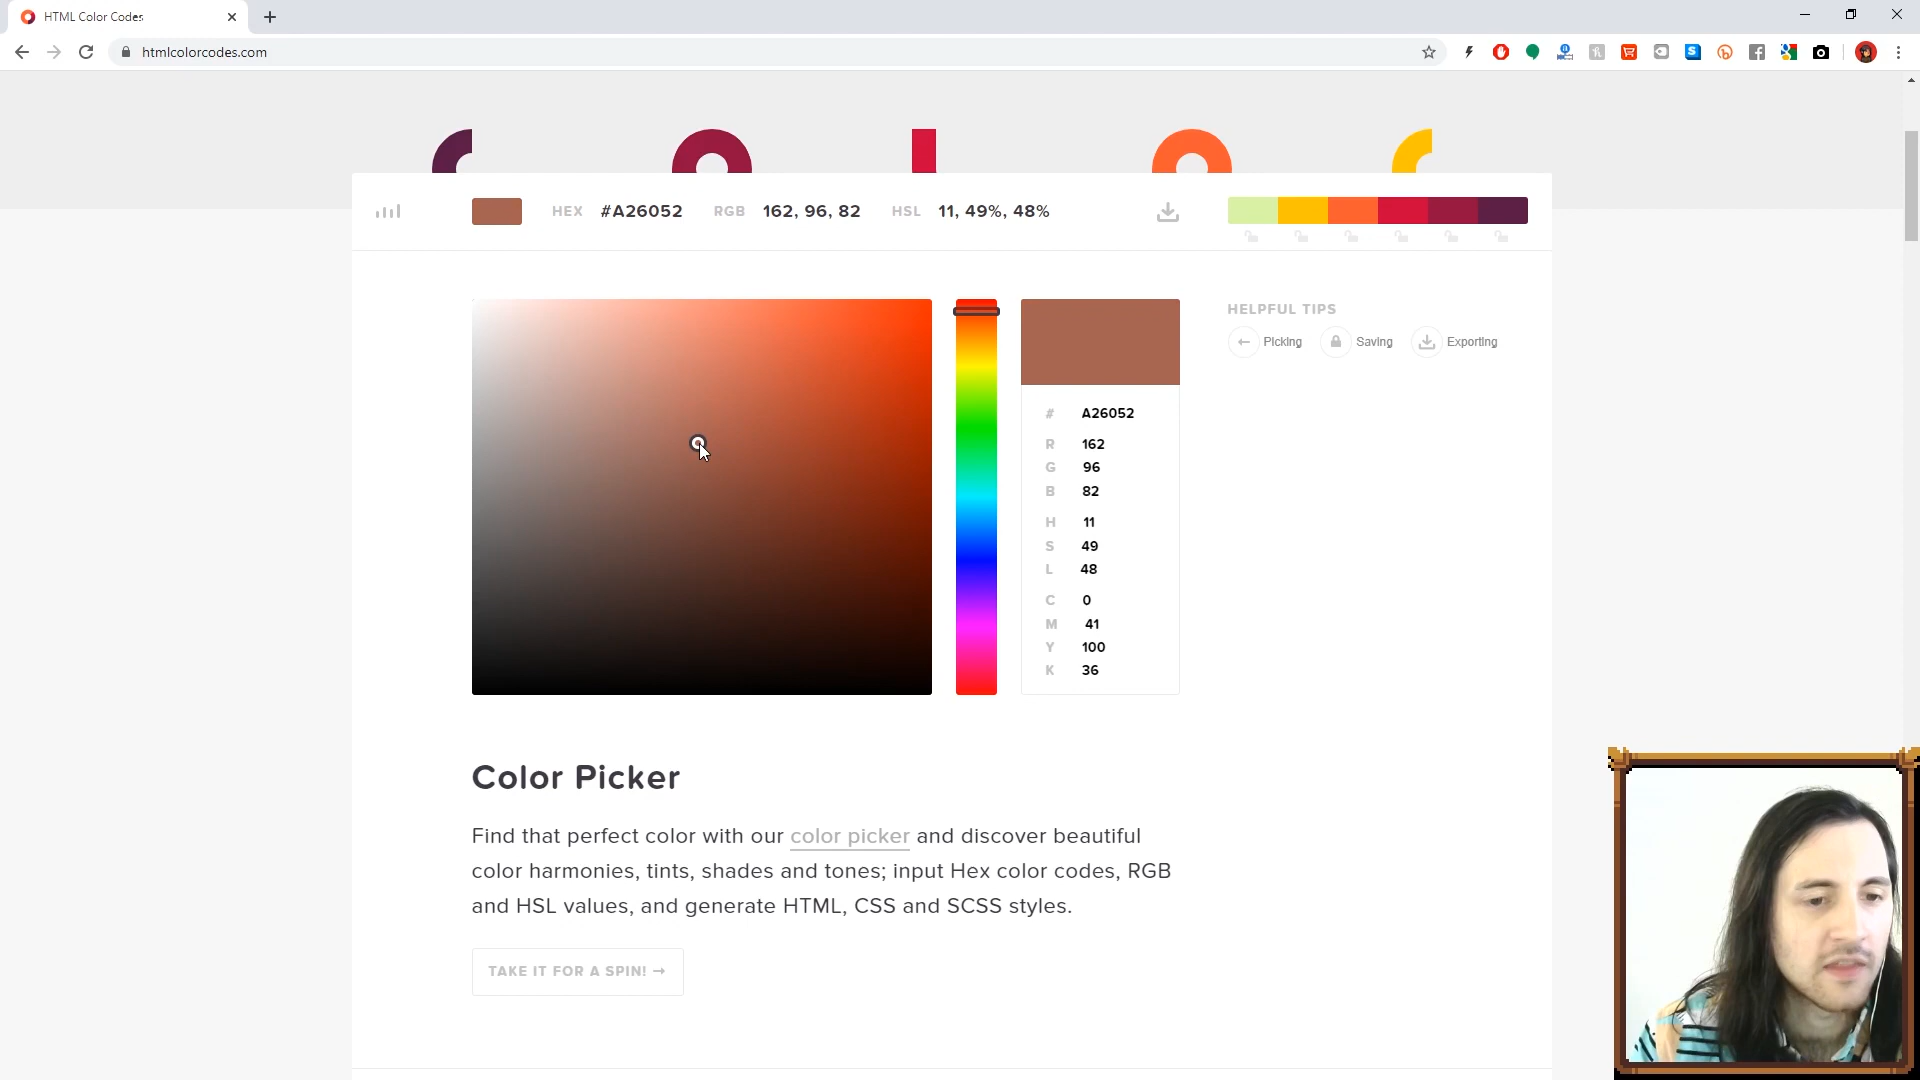 HTML Color Codes
htmlcolorcodes.com
HEX #A26052 RGB 162, 96, 82 HSL 11, 49%, 48%
HELPFUL TIPS
Picking Saving Exporting
# A26052
R 162
G 96
B 82
H 11
S 49
L 48
C 0
M 41
Y 100
K 36
Color Picker
Find that perfect color with our color picker and discover beautiful
color harmonies, tints, shades and tones; input Hex color codes, RGB
and HSL values, and generate HTML, CSS and SCSS styles.
TAKE IT FOR A SPIN! →